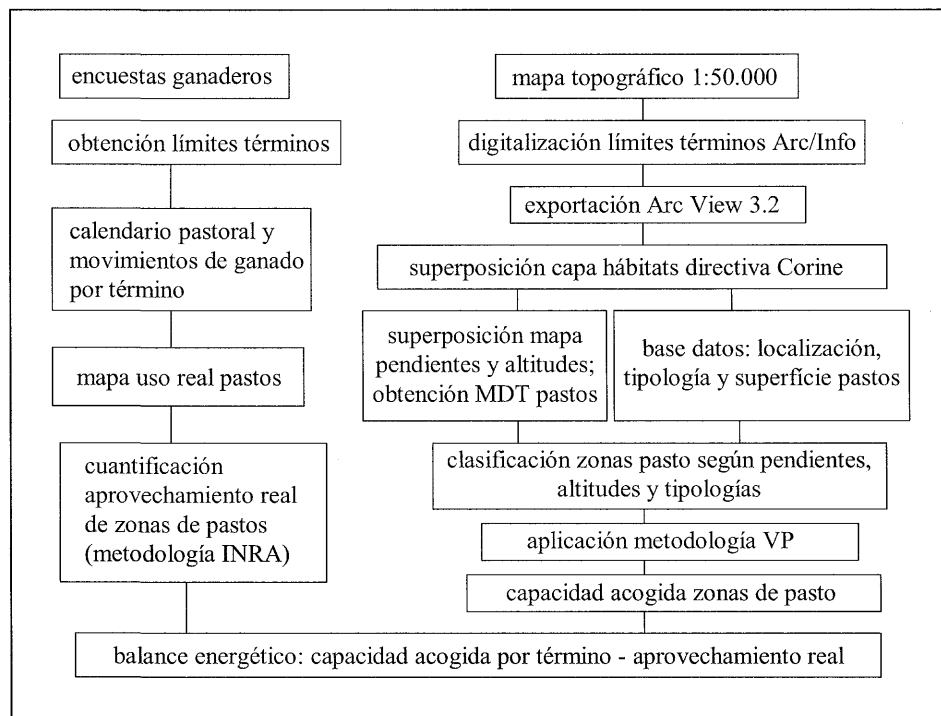 encuestas ganaderos
obtención límites términos
calendario pastoral y
movimientos de ganado
por término
mapa uso real pastos
cuantificación
aprovechamiento real
de zonas de pastos
(metodología INRA)
mapa topográfico 1:50.000
digitalización límites términos Arc/Info
exportación Arc View 3.2
superposición capa hábitats directiva Corine
superposición mapa
pendientes y altitudes;
obtención MDT pastos
base datos: localización,
tipología y superfície pastos
clasificación zonas pasto según pendientes,
altitudes y tipologías
aplicación metodología VP
capacidad acogida zonas de pasto
balance energético: capacidad acogida por término - aprovechamiento real